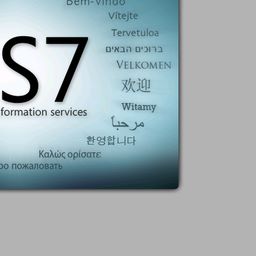 Bem-vindo
Vítejte
Tervetuloa
ברוכים הבאים
VELKOMEN
S7
欢迎
Witamy
formation services
مرحباً
환영합니다
Καλώς ορίσατε
ро пожаловать